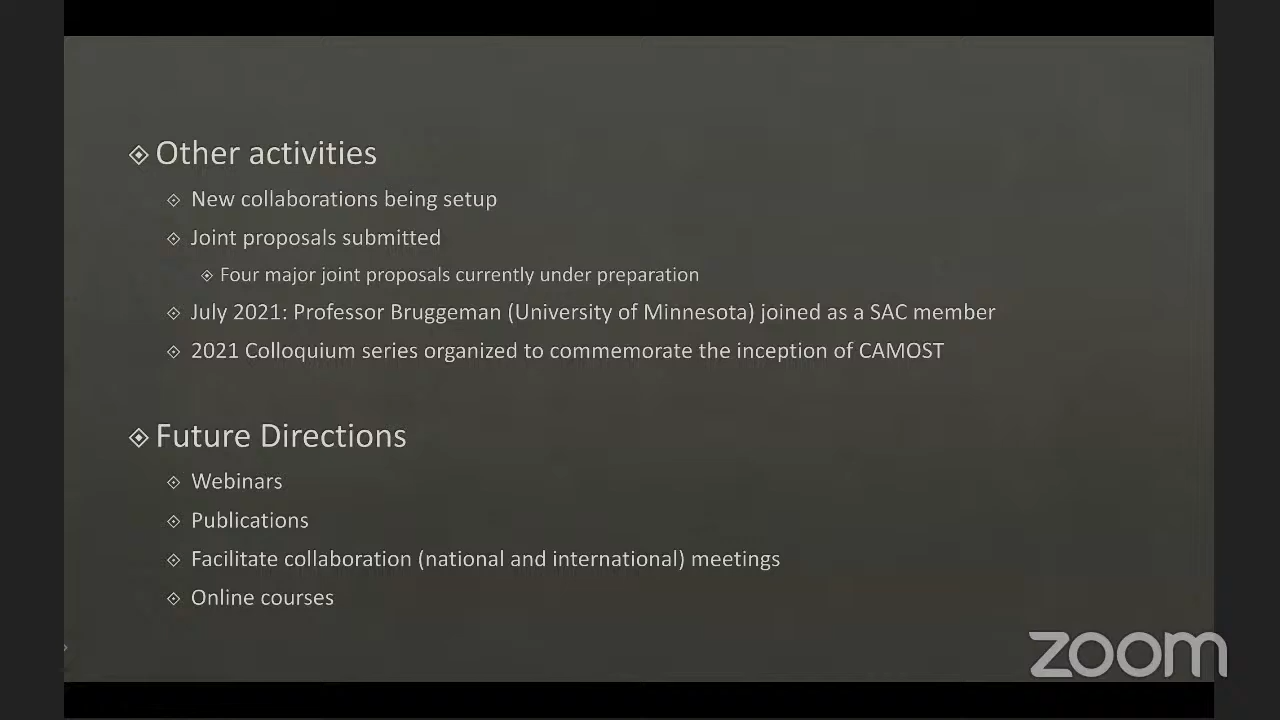 Other activities
New collaborations being setup
Joint proposals submitted
Four major joint proposals currently under preparation
July 2021: Professor Bruggeman (University of Minnesota) joined as a SAC member
2021 Colloquium series organized to commemorate the inception of CAMOST
Future Directions
Webinars
Publications
Facilitate collaboration (national and international) meetings
Online courses
zoom